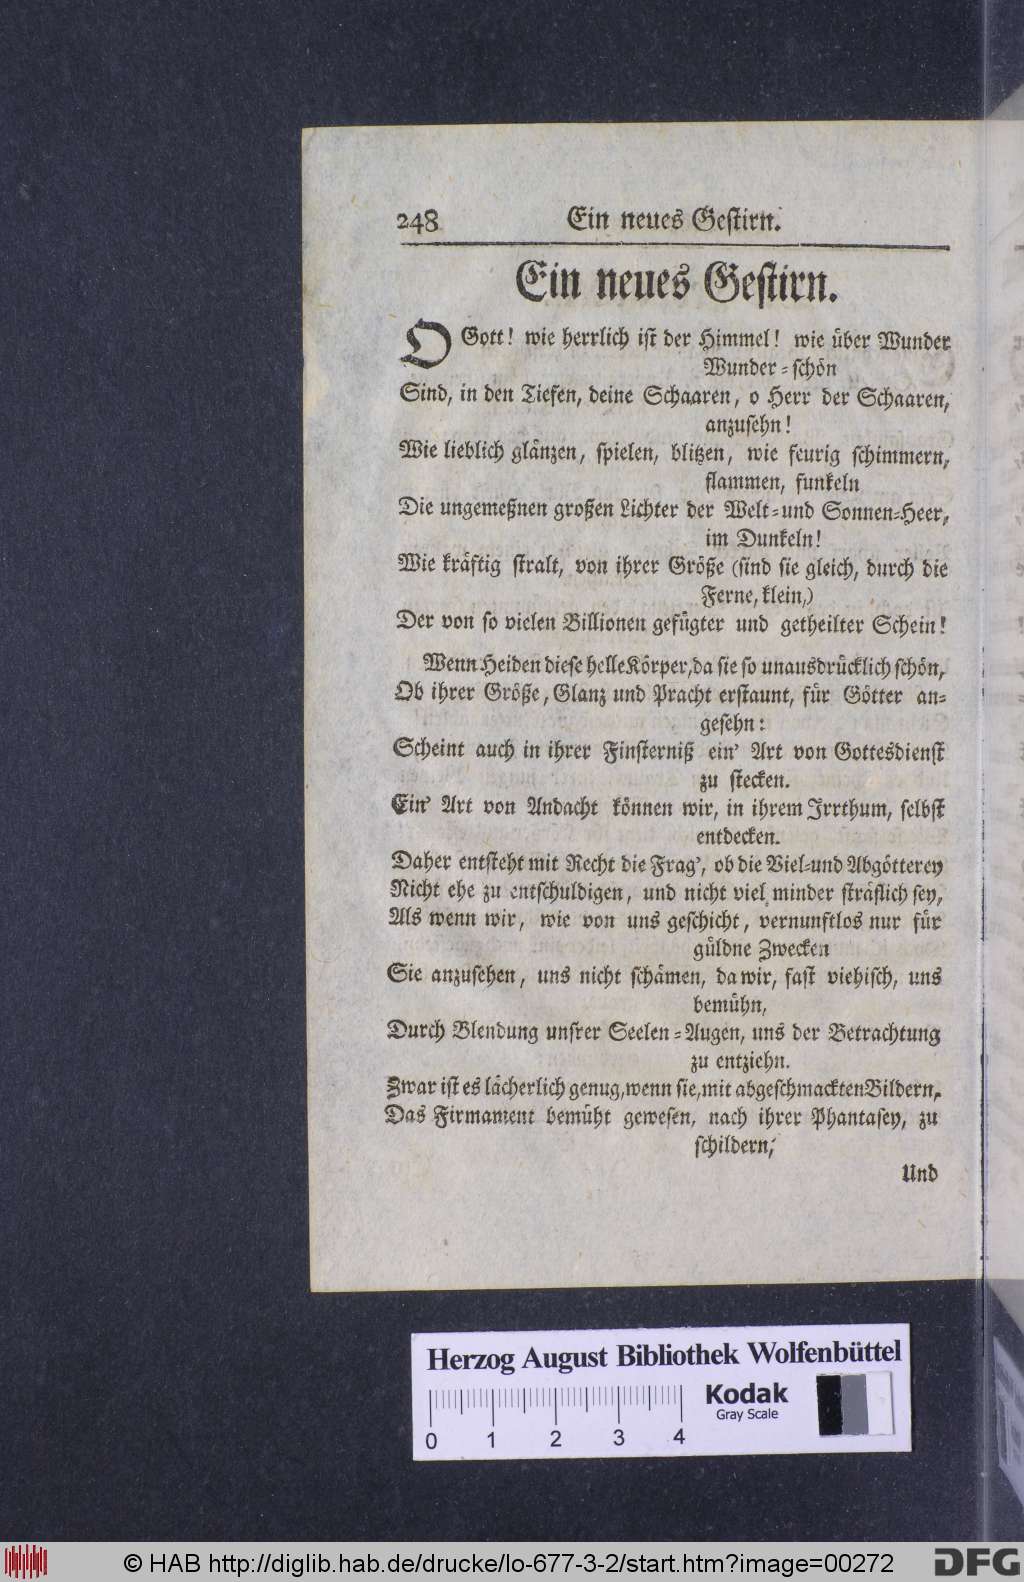 248 Ein neues Gestirn.
Ein neues Gestirn.
O Gott! wie herrlich ist der Himmel! wie über Wunder
Wunder-schön
Sind, in den Tiefen, deine Schaaren, o Herr der Schaaren,
anzusehn!
Wie lieblich glänzen, spielen, blitzen, wie feurig schimmern,
flammen, funkeln
Die ungemeßnen großen Lichter der Welt-und Sonnen-Heer,
im Dunkeln!
Wie kräftig stralt, von ihrer Größe (sind sie gleich, durch die
Ferne, klein,)
Der von so vielen Billionen gefügter und getheilter Schein!
Wenn Heiden diese helle Körper, da sie so unausdrücklich schön,
Ob ihrer Größe, Glanz und Pracht erstaunt, für Götter an-
gesehn:
Scheint auch in ihrer Finsterniß ein' Art von Gottesdienst
zu stecken.
Ein' Art von Andacht können wir, in ihrem Irrthum, selbst
entdecken.
Daher entsteht mit Recht die Frag', ob die Viel-und Abgötterey
Nicht ehe zu entschuldigen, und nicht viel minder sträflich sey,
Als wenn wir, wie von uns geschicht, vernunftlos nur für
güldne Zwecken
Sie anzusehen, uns nicht schämen, da wir, fast viehisch, uns
bemühn,
Durch Blendung unsrer Seelen-Augen, uns der Betrachtung
zu entziehn.
Zwar ist es lächerlich genug, wenn sie, mit abgeschmackten Bildern,
Das Firmament bemüht gewesen, nach ihrer Phantasey, zu
schildern;
Und
Herzog August Bibliothek Wolfenbüttel
Kodak
Gray Scale
0 1 2 3 4
© HAB http://diglib.hab.de/drucke/lo-677-3-2/start.htm?image=00272
DFG